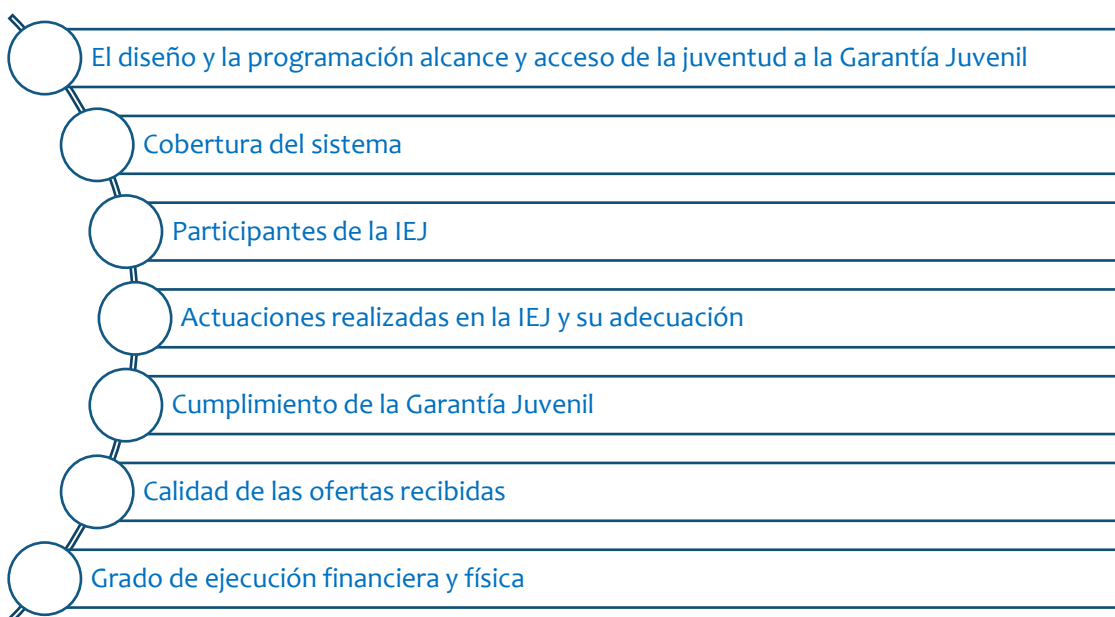 El diseño y la programación alcance y acceso de la juventud a la Garantía Juvenil
Cobertura del sistema
Participantes de la IEJ
Actuaciones realizadas en la IEJ y su adecuación
Cumplimiento de la Garantía Juvenil
Calidad de las ofertas recibidas
Grado de ejecución financiera y física